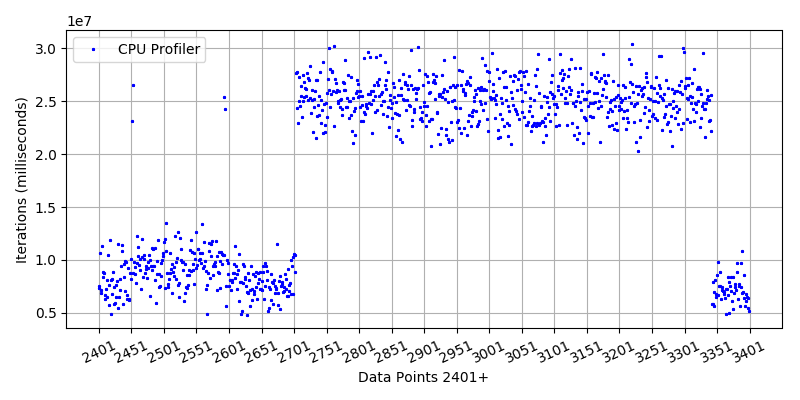 1e7
CPU Profiler
3.0
2.5
2.0
1.5
1.0
0.5
Iterations (milliseconds)
2401 2451 2501 2551 2601 2651 2701 2751 2801 2851 2901 2951 3001 3051 3101 3151 3201 3251 3301 3351 3401
Data Points 2401+